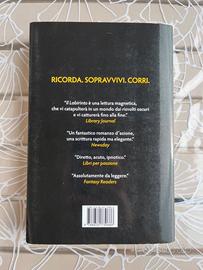 RICORDA. SOPRAVVIVI. CORRI.
"Il Labirinto è una lettura magnetica,
che vi catapulterà in un mondo dai risvolti oscuri
e vi catturerà fino alla fine."
Library Journal
"Un fantastico romanzo d'azione,
una scrittura rapida ma elegante."
Newsday
"Diretto, acuto, ipnotico."
Libri per passione
"Assolutamente da leggere."
Fantasy Readers